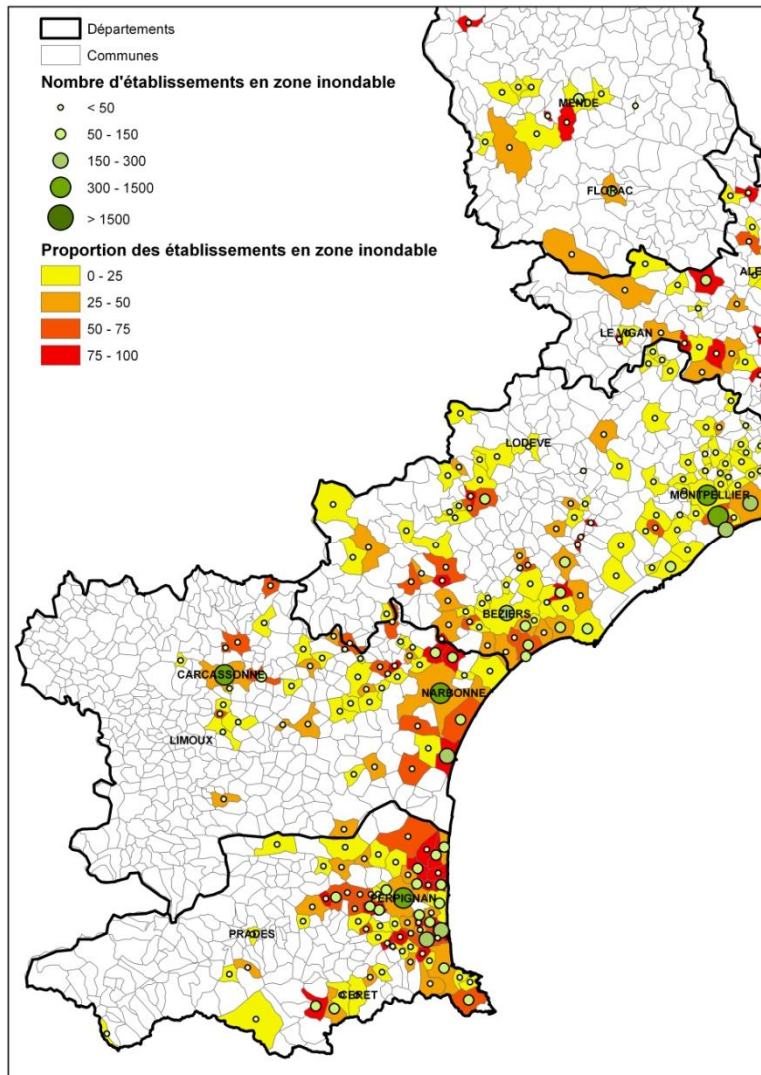 Départements
Communes
Nombre d'établissements en zone inondable
< 50
50 - 150
150 - 300
300 - 1500
> 1500
Proportion des établissements en zone inondable
0 - 25
25 - 50
50 - 75
75 - 100
MENDE
FLORAC
ALE
LE VIGAN
LODEVE
MONTPELLIER
BEZIERS
CARCASSONNE
NARBONNE
LIMOUX
PERPIGNAN
PRADES
CERET